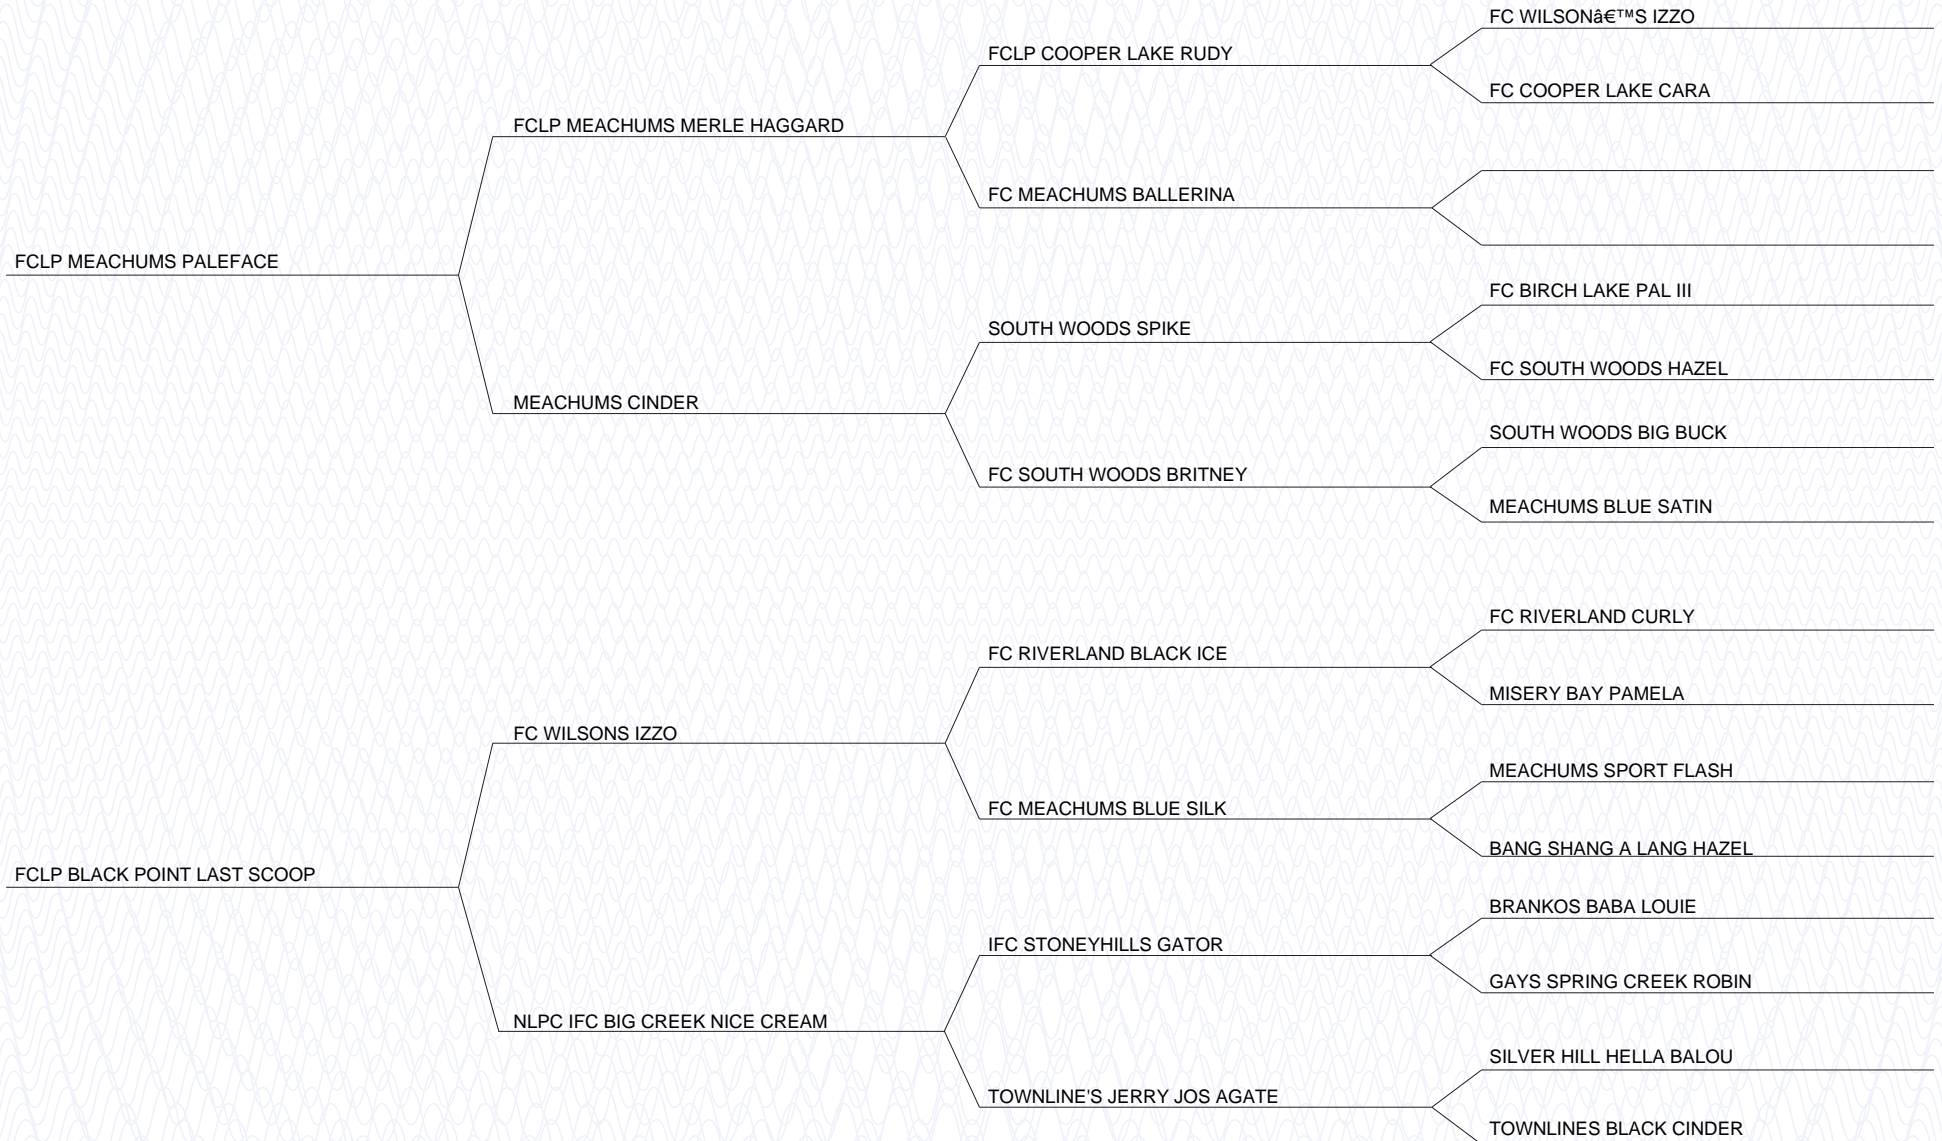 FC WILSONâ€™S IZZO
FCLP COOPER LAKE RUDY
FC COOPER LAKE CARA
FCLP MEACHUMS MERLE HAGGARD
FC MEACHUMS BALLERINA
FCLP MEACHUMS PALEFACE
FC BIRCH LAKE PAL III
SOUTH WOODS SPIKE
FC SOUTH WOODS HAZEL
MEACHUMS CINDER
SOUTH WOODS BIG BUCK
FC SOUTH WOODS BRITNEY
MEACHUMS BLUE SATIN
FC RIVERLAND CURLY
FC RIVERLAND BLACK ICE
MISERY BAY PAMELA
FC WILSONS IZZO
MEACHUMS SPORT FLASH
FC MEACHUMS BLUE SILK
BANG SHANG A LANG HAZEL
FCLP BLACK POINT LAST SCOOP
BRANKOS BABA LOUIE
IFC STONEYHILLS GATOR
GAYS SPRING CREEK ROBIN
NLPC IFC BIG CREEK NICE CREAM
SILVER HILL HELLA BALOU
TOWNLINE'S JERRY JOS AGATE
TOWNLINES BLACK CINDER